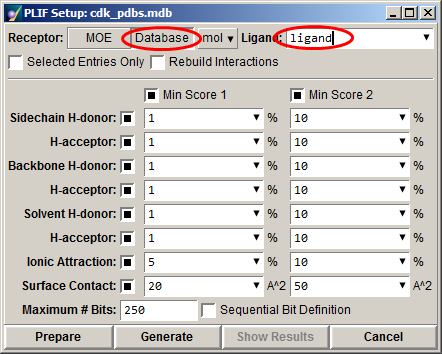 PLIF Setup: cdk_pdbs.mdb
Receptor: MOE Database mol Ligand: ligand
Selected Entries Only Rebuild Interactions
Min Score 1 Min Score 2
Sidechain H-donor: 1 % 10 %
H-acceptor: 1 % 10 %
Backbone H-donor: 1 % 10 %
H-acceptor: 1 % 10 %
Solvent H-donor: 1 % 10 %
H-acceptor: 1 % 10 %
Ionic Attraction: 5 % 10 %
Surface Contact: 20 A^2 50 A^2
Maximum # Bits: 250 Sequential Bit Definition
Prepare Generate Show Results Cancel